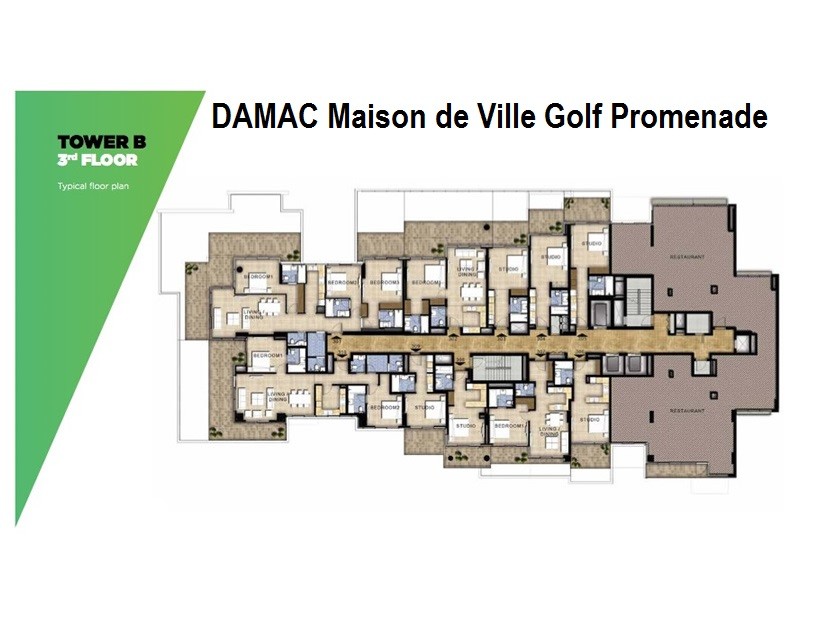 DAMAC Maison de Ville Golf Promenade
TOWER B
3rd FLOOR
Typical floor plan
RESTAURANT
STUDIO
STUDIO
STUDIO
LIVING / DINING
BEDROOM1
BEDROOM2
BEDROOM3
BEDROOM1
LIVING / DINING
BEDROOM1
LIVING / DINING
BEDROOM2
STUDIO
STUDIO
BEDROOM1
LIVING / DINING
STUDIO
RESTAURANT